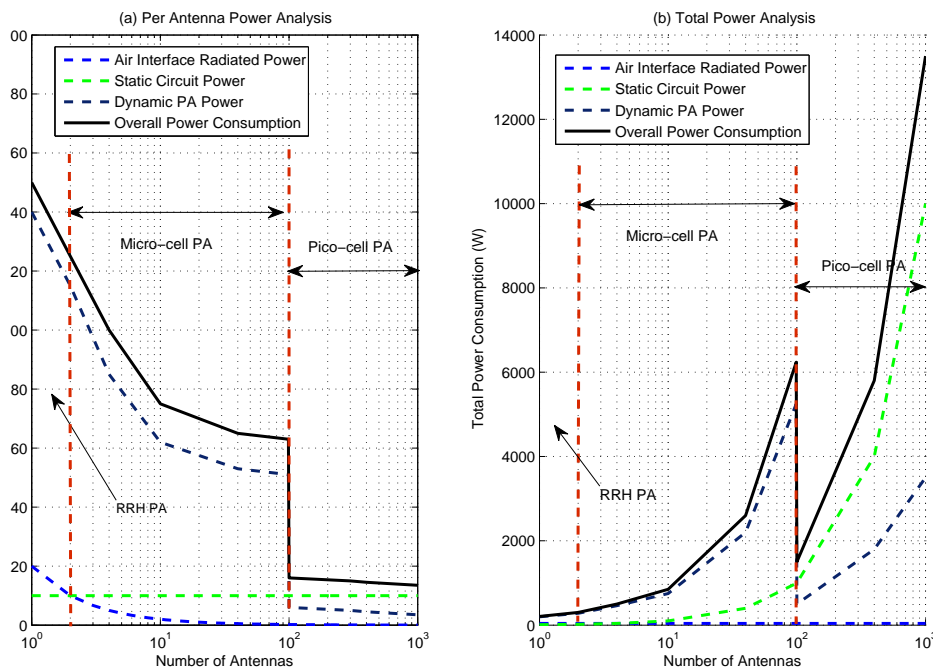 (a) Per Antenna Power Analysis
00
60
40
20
00
80
60
40
20
0
Air Interface Radiated Power
Static Circuit Power
Dynamic PA Power
Overall Power Consumption
Micro-cell PA
Pico-cell PA
RRH PA
10^0
10^1
10^2
10^3
Number of Antennas
(b) Total Power Analysis
14000
12000
10000
8000
6000
4000
2000
0
Total Power Consumption (W)
Air Interface Radiated Power
Static Circuit Power
Dynamic PA Power
Overall Power Consumption
Micro-cell PA
Pico-cell PA
RRH PA
10^0
10^1
10^2
10^3
Number of Antennas